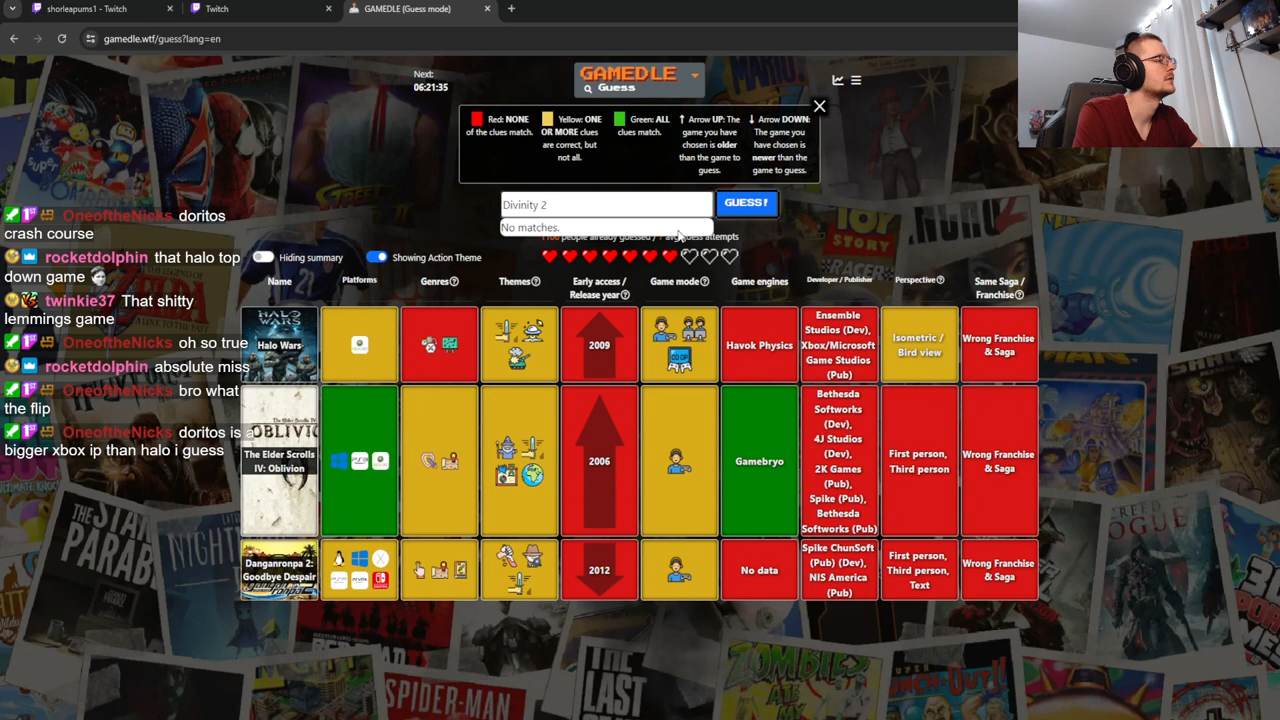 shorleapums1 - Twitch
Twitch
GAMEDLE (Guess mode)
gamedle.wtf/guess?lang=en
Next:
06:21:35
GAMEDLE
Guess
Red: NONE
of the clues match.
Yellow: ONE
OR MORE clues
are correct, but
not all.
Green: ALL
clues match.
↑ Arrow UP: The
game you have
chosen is older
than the game to
guess.
↓ Arrow DOWN:
The game you
have chosen is
newer than the
game to guess.
Divinity 2
GUESS!
No matches.
Hiding summary
Showing Action Theme
Name
Platforms
Genres
Themes
Early access /
Release year
Game mode
Game engines
Developer / Publisher
Perspective
Same Saga /
Franchise
HALO
WARS
Halo Wars
2009
Havok Physics
Ensemble
Studios (Dev),
Xbox/Microsoft
Game Studios
(Pub)
Isometric /
Bird view
Wrong Franchise
& Saga
The Elder Scrolls
IV: Oblivion
2006
Gamebryo
Bethesda
Softworks
(Dev),
4J Studios
(Dev),
2K Games
(Pub),
Spike (Pub),
Bethesda
Softworks (Pub)
First person,
Third person
Wrong Franchise
& Saga
Danganronpa 2:
Goodbye Despair
2012
No data
Spike ChunSoft
(Pub) (Dev),
NIS America
(Pub)
First person,
Third person,
Text
Wrong Franchise
& Saga
OneoftheNicks doritos
crash course
rocketdolphin that halo top
down game
twinkie37 That shitty
lemmings game
OneoftheNicks oh so true
rocketdolphin absolute miss
OneoftheNicks bro what
the flip
OneoftheNicks doritos is a
bigger xbox ip than halo i guess
SPIDER-MAN
TOY
STORY
ROGUE
ZOMBIES